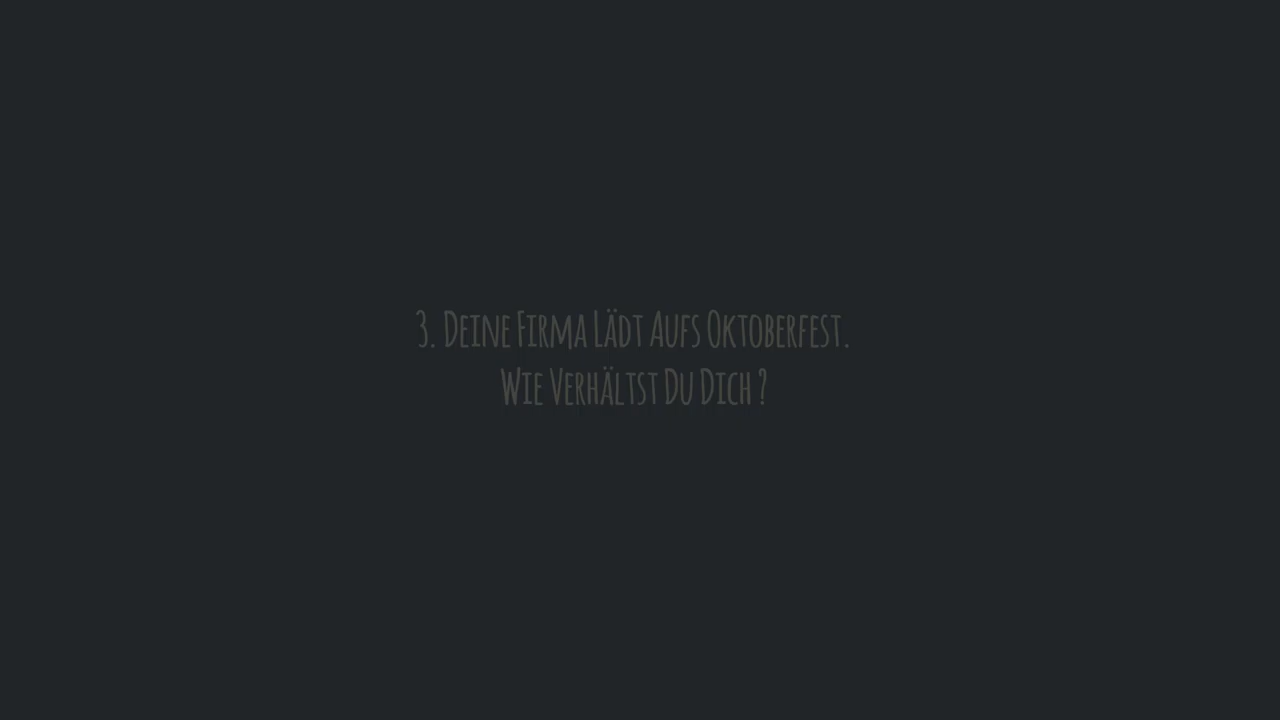 3. Deine Firma Lädt Aufs Oktoberfest.
Wie Verhältst Du Dich ?